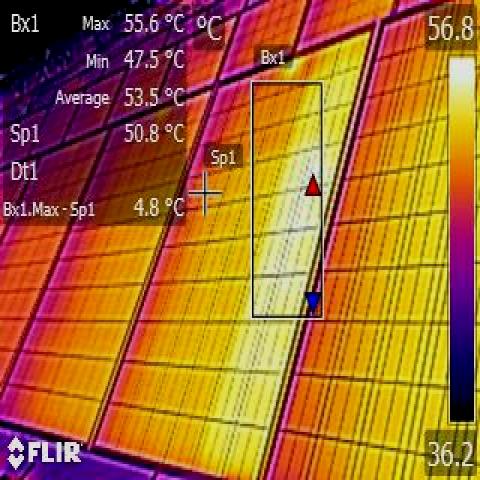 Bx1 Max 55.6 °C °C 56.8
Min 47.5 °C Bx1
Average 53.5 °C
Sp1 50.8 °C
Sp1
Dt1
Bx1.Max - Sp1 4.8 °C
FLIR 36.2